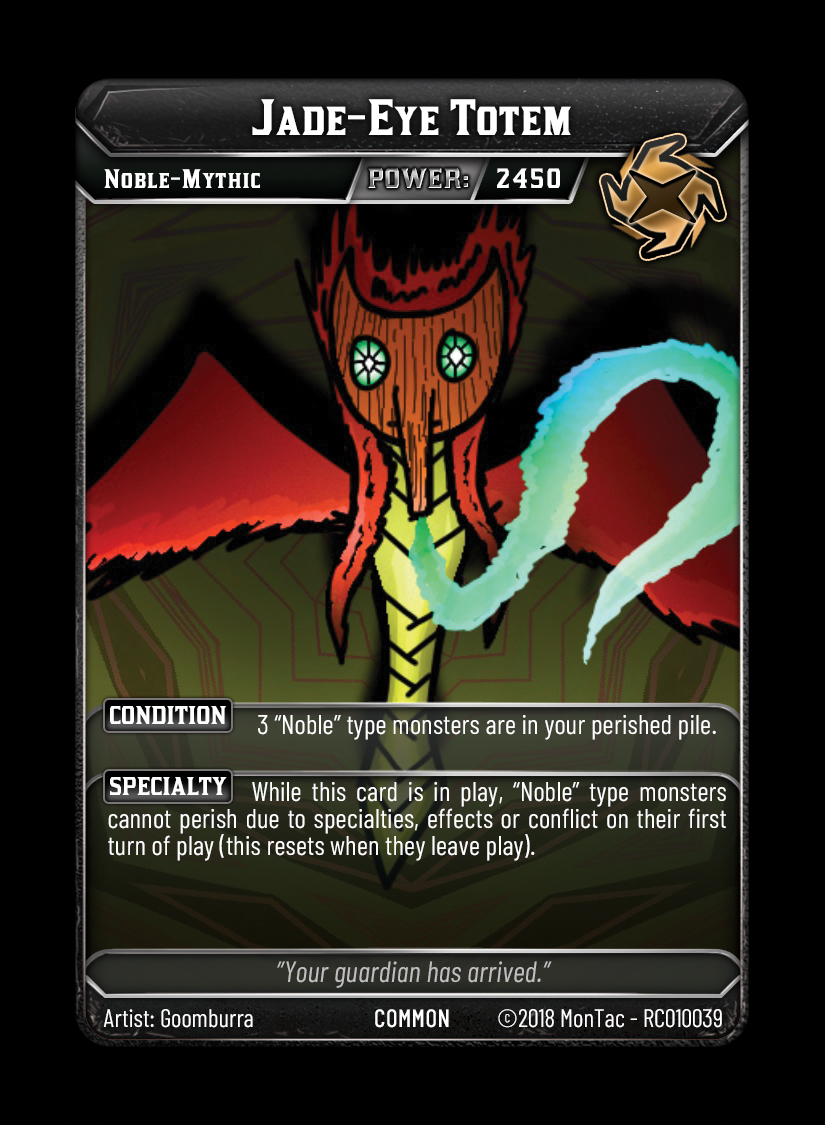 Jade-Eye Totem
Noble-Mythic POWER: 2450
CONDITION 3 “Noble” type monsters are in your perished pile.
SPECIALTY While this card is in play, “Noble” type monsters
cannot perish due to specialties, effects or conflict on their first
turn of play (this resets when they leave play).
"Your guardian has arrived."
Artist: Goomburra COMMON ©2018 MonTac - RC010039